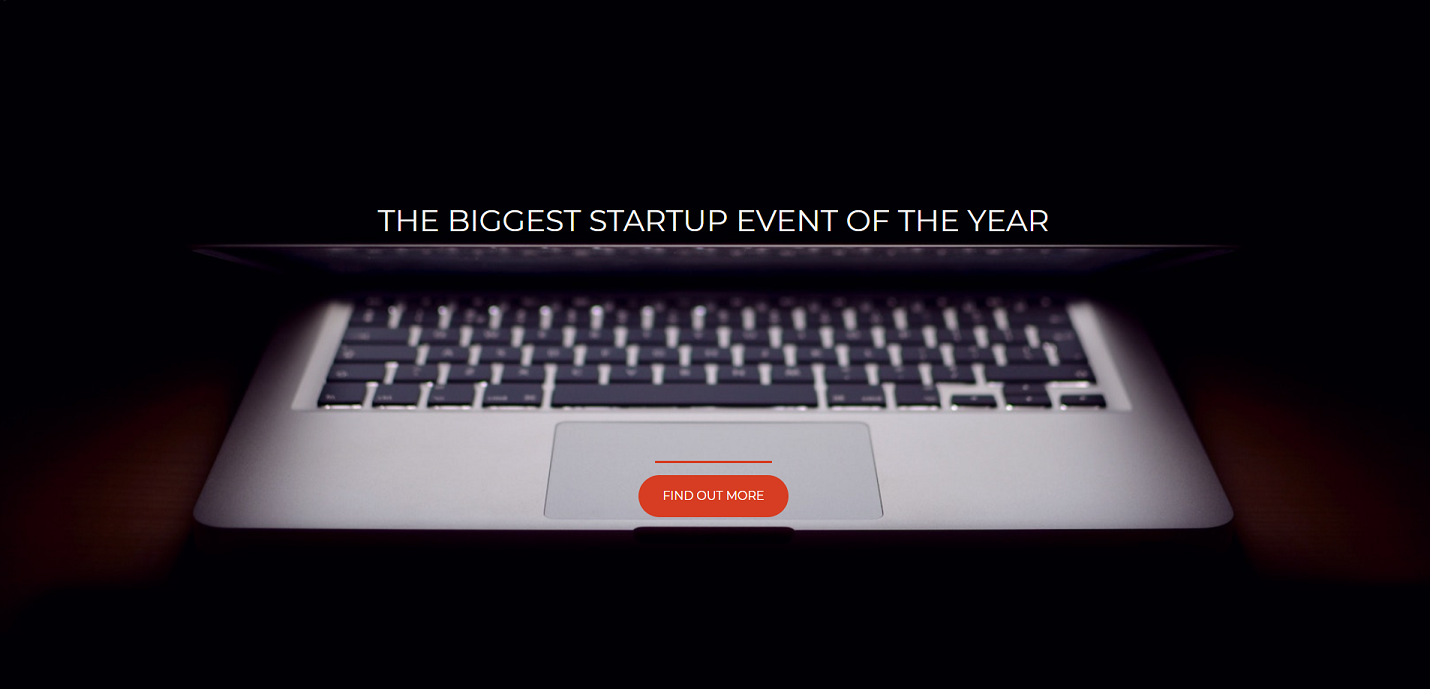 THE BIGGEST STARTUP EVENT OF THE YEAR
FIND OUT MORE